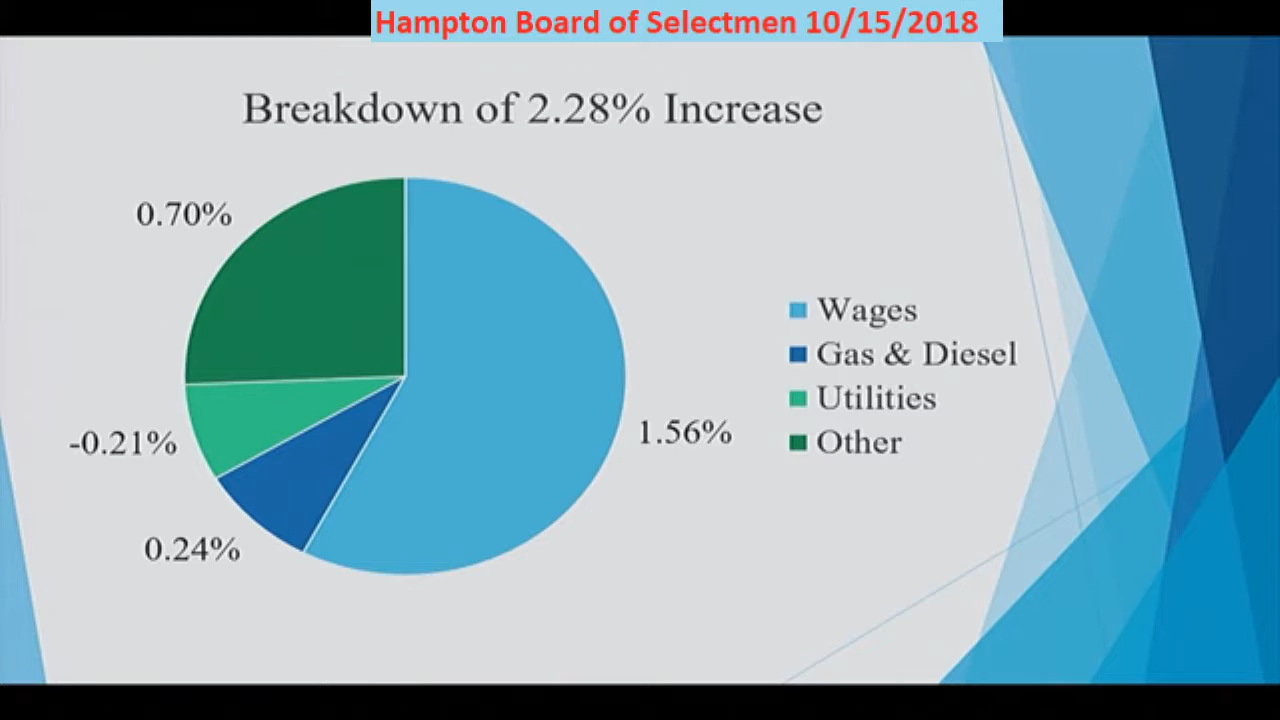 Hampton Board of Selectmen 10/15/2018
Breakdown of 2.28% Increase
0.70%
-0.21%
0.24%
1.56%
Wages
Gas & Diesel
Utilities
Other